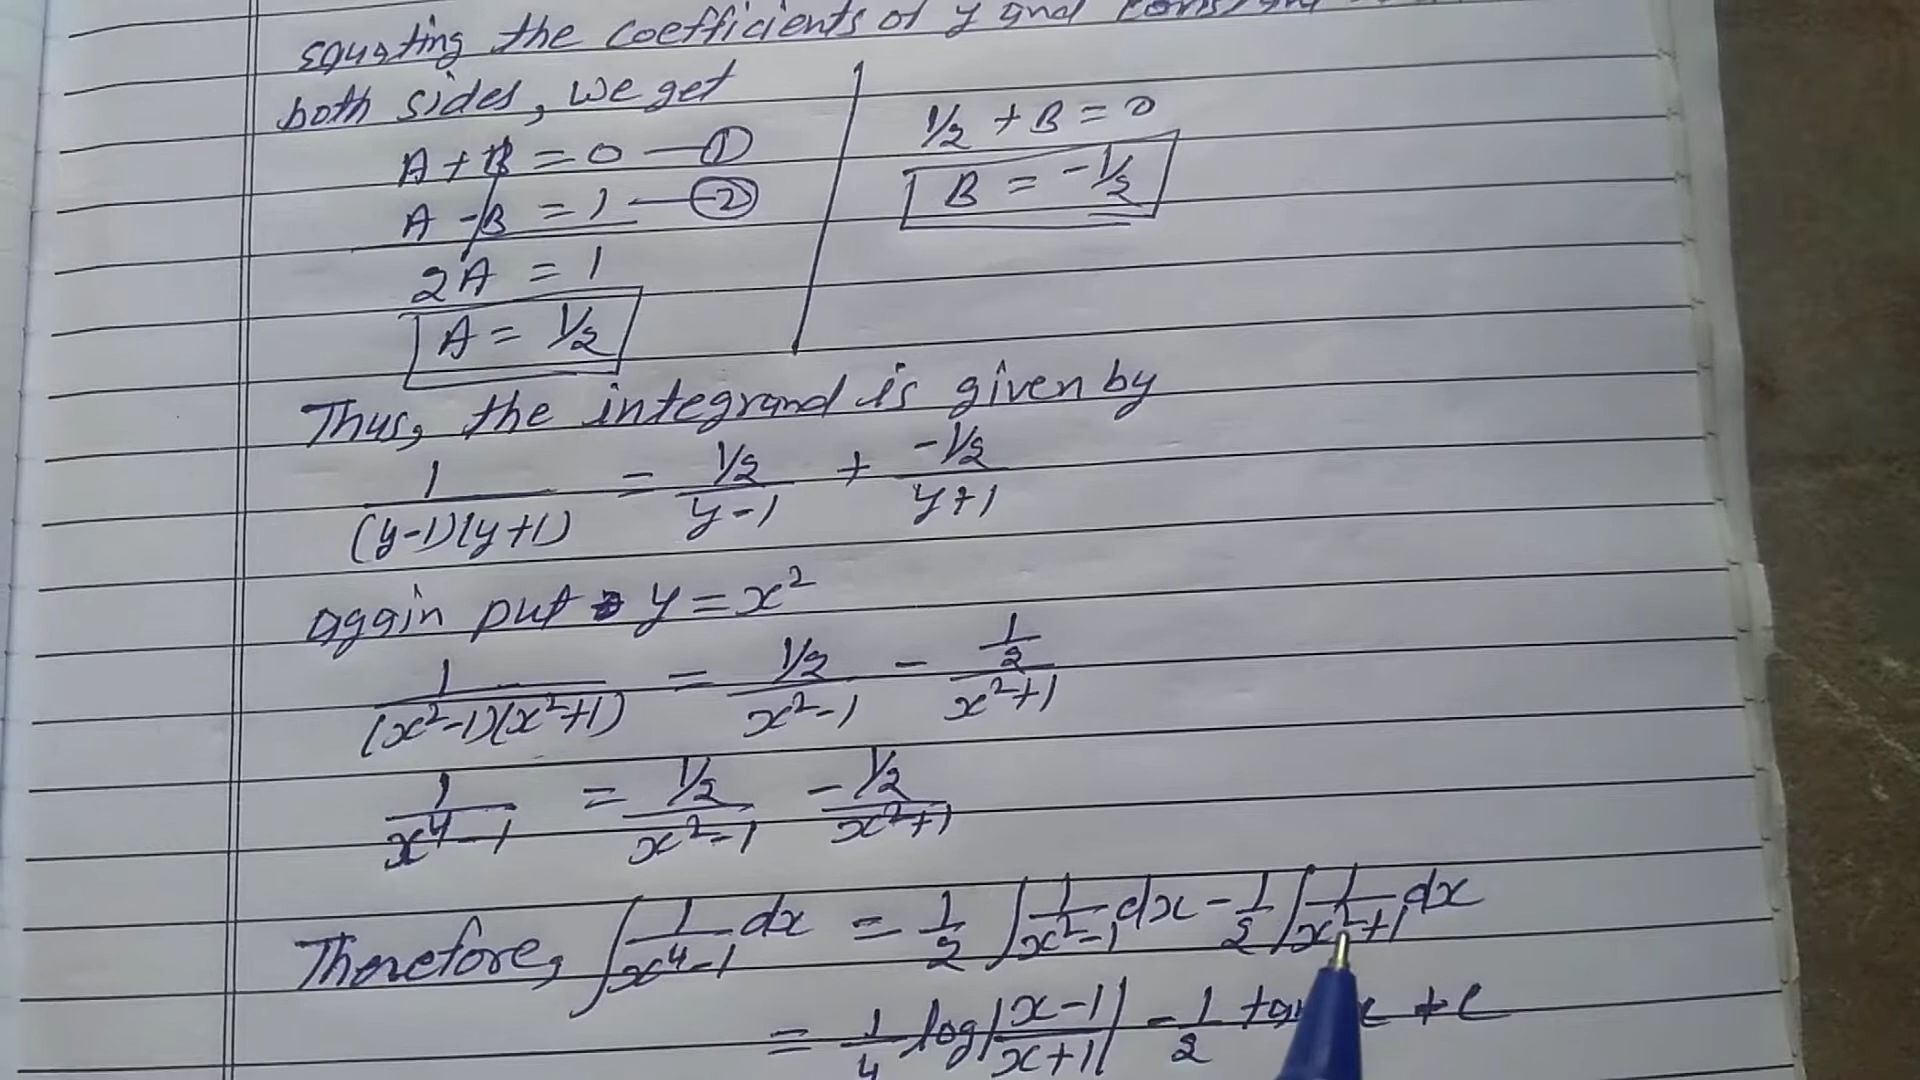 equating the coefficients of y and
both sides, we get
A + B = 0 — ①
A - B = 1 — ②
2A = 1
A = 1/2
1/2 + B = 0
B = -1/2
Thus, the integrand is given by
1/((y-1)(y+1)) = (1/2)/(y-1) + (-1/2)/(y+1)
again put y = x²
1/((x²-1)(x²+1)) = (1/2)/(x²-1) - (1/2)/(x²+1)
1/(x⁴-1) = (1/2)/(x²-1) - (1/2)/(x²+1)
Therefore, ∫ 1/(x⁴-1) dx = 1/2 ∫ 1/(x²-1) dx - 1/2 ∫ 1/(x²+1) dx
= 1/4 log |(x-1)/(x+1)| - 1/2 + c